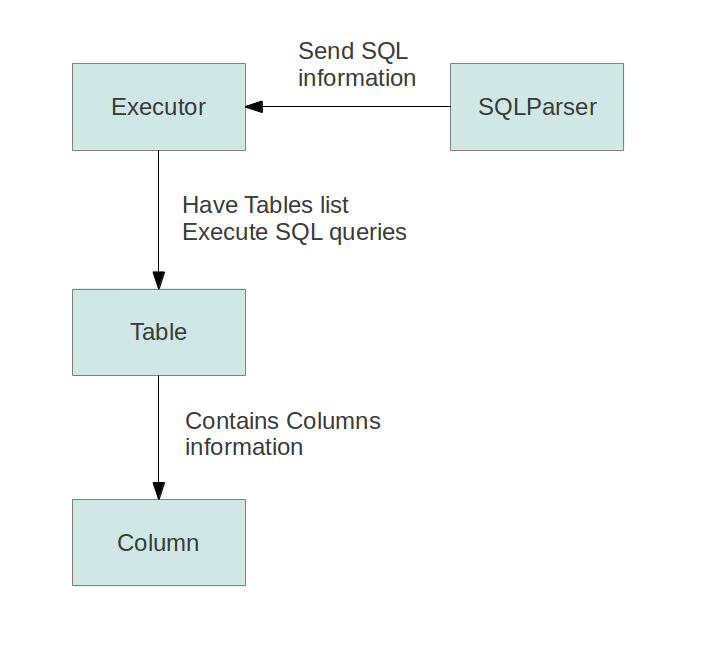 Send SQL
information
Executor
SQLParser
Have Tables list
Execute SQL queries
Table
Contains Columns
information
Column